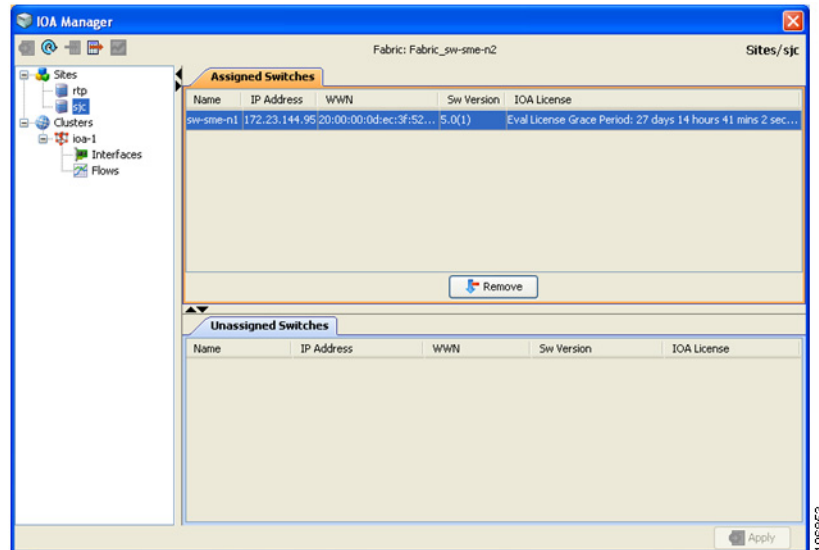 IOA Manager
Fabric: Fabric_sw-sme-n2
Sites/sjc
Sites
rtp
sjc
Clusters
ioa-1
Interfaces
Flows
Assigned Switches
Name IP Address WWN Sw Version IOA License
sw-sme-n1 172.23.144.95 20:00:00:0d:ec:3f:52... 5.0(1) Eval License Grace Period: 27 days 14 hours 41 mins 2 sec...
Remove
Unassigned Switches
Name IP Address WWN Sw Version IOA License
Apply